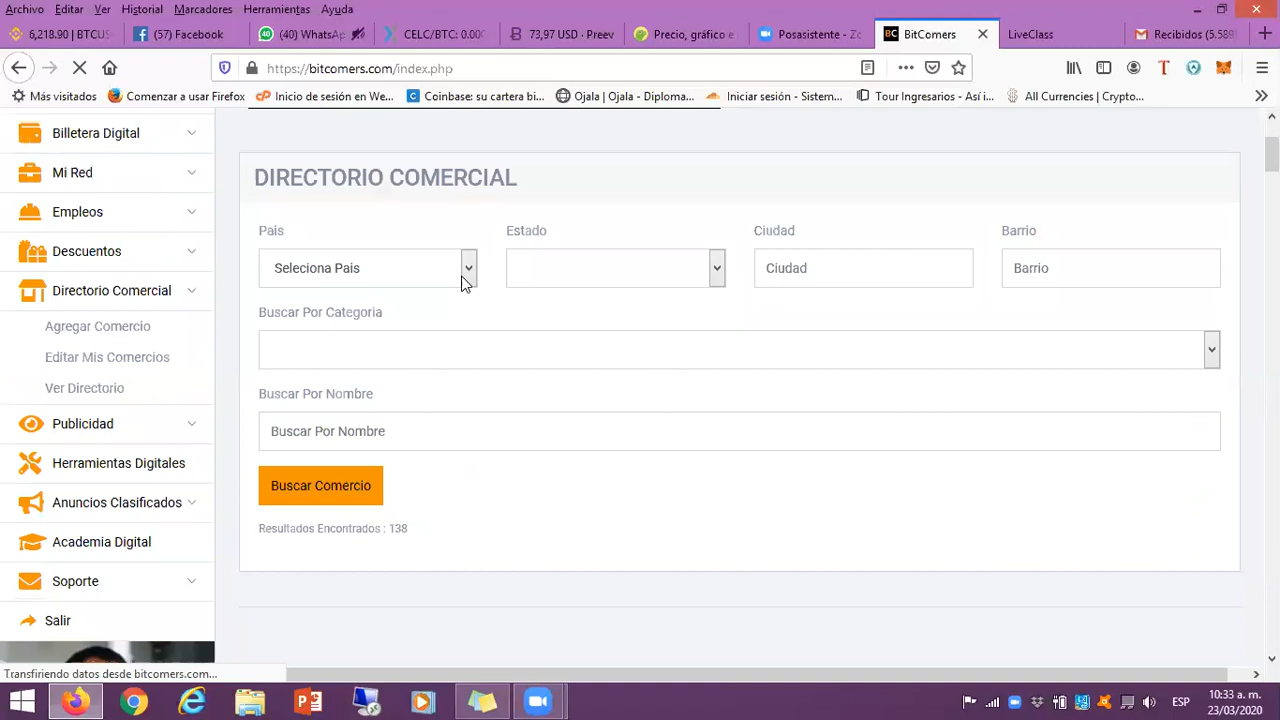 Archivo Editar Ver Historial Marcadores Herramientas Ayuda
6,218.90 | BTCUS (57) Facebook (40) WhatsAp CELC/BTC: 0.000 73,97 USD · Preev Precio, gráfico e Posasistente - Zo BitComers LiveClass Recibidos (5.589
https://bitcomers.com/index.php
Más visitados Comenzar a usar Firefox Inicio de sesión en We... Coinbase: su cartera bi... Ojala | Ojala - Diploma... Iniciar sesión - Sistem... Tour Ingresarios - Así i... All Currencies | Crypto...
Billetera Digital
Mi Red
Empleos
Descuentos
Directorio Comercial
Agregar Comercio
Editar Mis Comercios
Ver Directorio
Publicidad
Herramientas Digitales
Anuncios Clasificados
Academia Digital
Soporte
Salir
DIRECTORIO COMERCIAL
Pais Estado Ciudad Barrio
Seleciona Pais Ciudad Barrio
Buscar Por Categoria
Buscar Por Nombre
Buscar Por Nombre
Buscar Comercio
Resultados Encontrados : 138
Transfiriendo datos desde bitcomers.com...
ESP
10:33 a. m.
23/03/2020